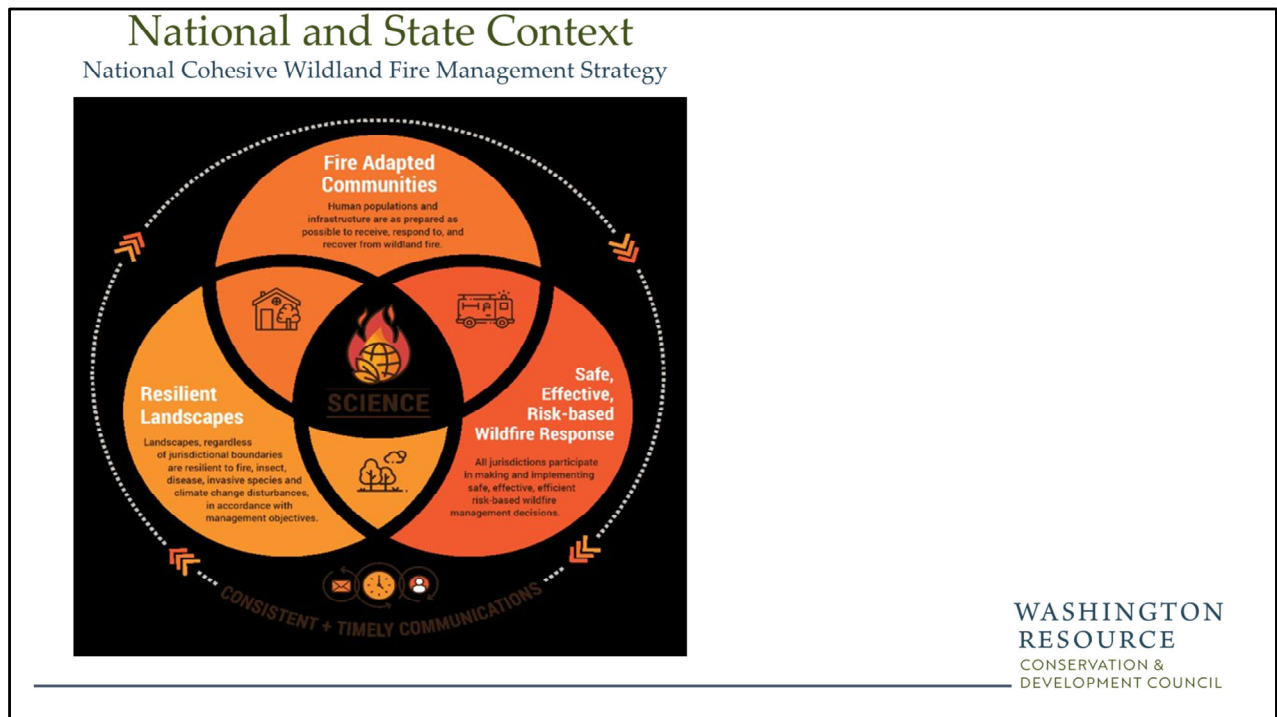 National and State Context
National Cohesive Wildland Fire Management Strategy
Fire Adapted
Communities
Human populations and
infrastructure are as prepared as
possible to receive, respond to, and
recover from wildland fire.
SCIENCE
Resilient
Landscapes
Landscapes, regardless
of jurisdictional boundaries
are resilient to fire, insect,
disease, invasive species and
climate change disturbances,
in accordance with
management objectives.
Safe,
Effective,
Risk-based
Wildfire Response
All jurisdictions participate
in making and implementing
safe, effective, efficient
risk-based wildfire
management decisions.
CONSISTENT + TIMELY COMMUNICATIONS
WASHINGTON
RESOURCE
CONSERVATION &
DEVELOPMENT COUNCIL